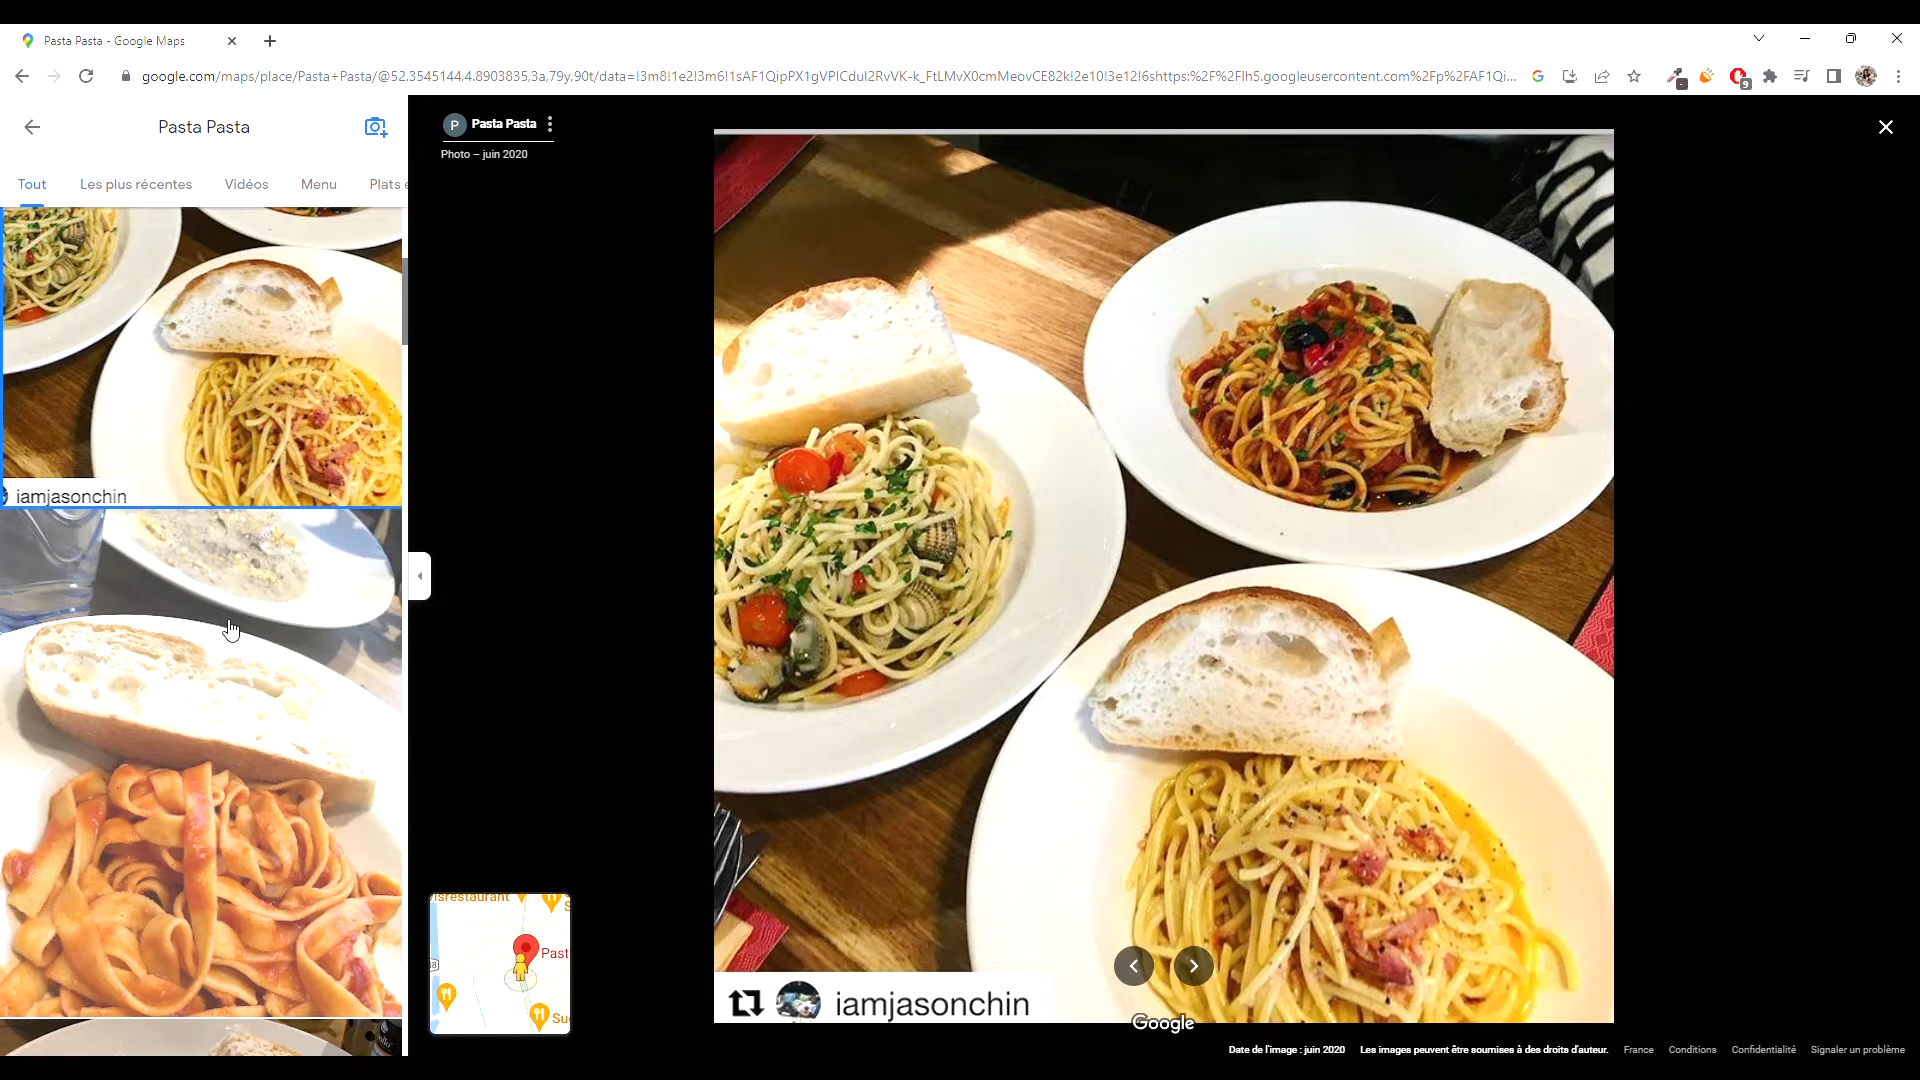 Pasta Pasta - Google Maps
google.com/maps/place/Pasta+Pasta/@52.3545144,4.8903835,3a,79y,90t/data=!3m8!1e2!3m6!1sAF1QipPX1gVPICdul2RvVK-k_FtLMvX0cmMeovCE82k!2e10!3e12!6shttps:%2F%2Flh5.googleusercontent.com%2Fp%2FAF1Qi...
9
Pasta Pasta
Tout Les plus récentes Vidéos Menu Plats
P Pasta Pasta
Photo – juin 2020
iamjasonchin
Past
iamjasonchin
Google
Date de l'image : juin 2020 Les images peuvent être soumises à des droits d'auteur. France Conditions Confidentialité Signaler un problème